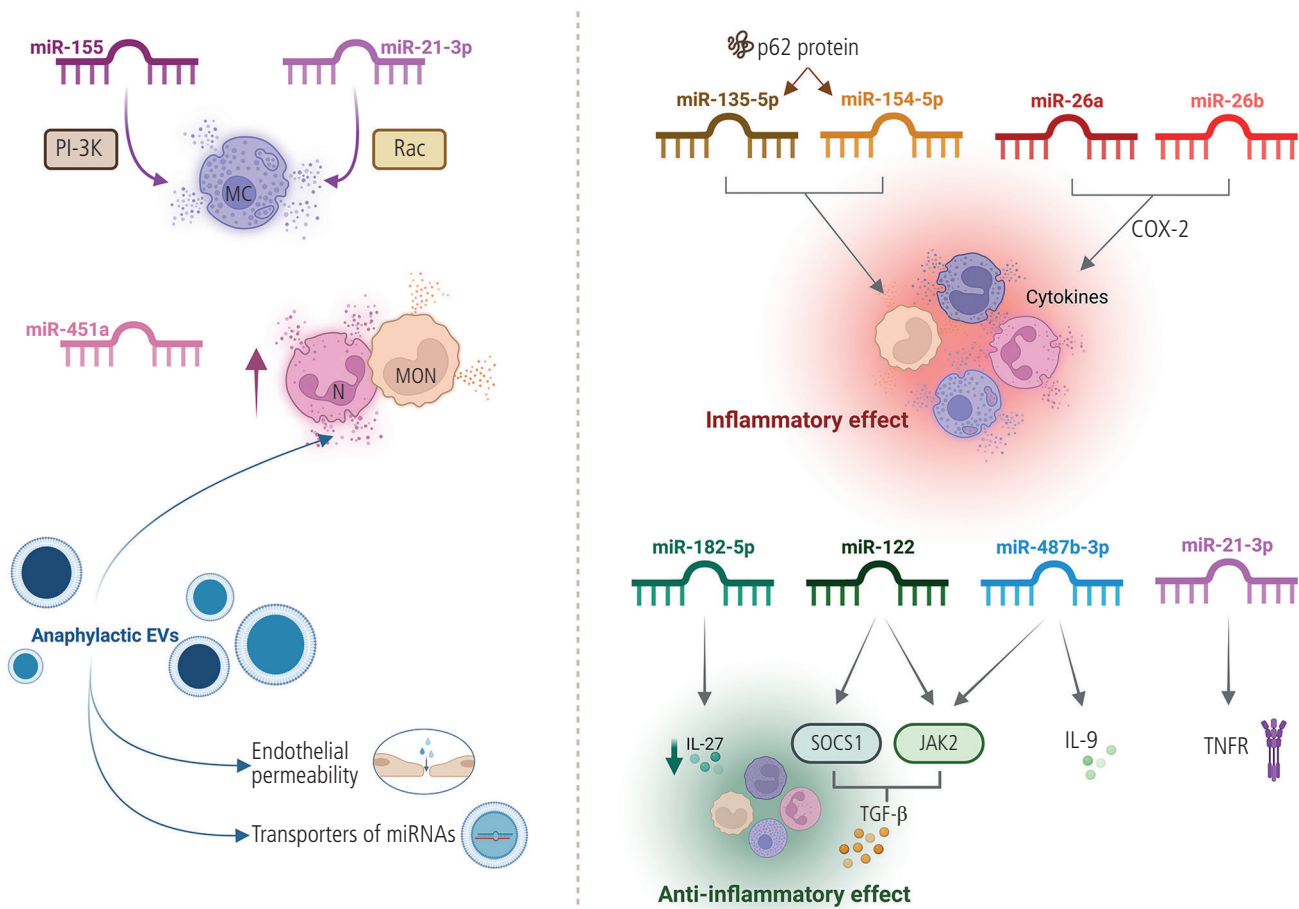 miR-155
miR-21-3p
PI-3K
Rac
MC
miR-451a
N
MON
Anaphylactic EVs
Endothelial
permeability
Transporters of miRNAs
p62 protein
miR-135-5p
miR-154-5p
miR-26a
miR-26b
COX-2
Cytokines
Inflammatory effect
miR-182-5p
miR-122
miR-487b-3p
miR-21-3p
IL-27
SOCS1
JAK2
IL-9
TNFR
TGF-β
Anti-inflammatory effect